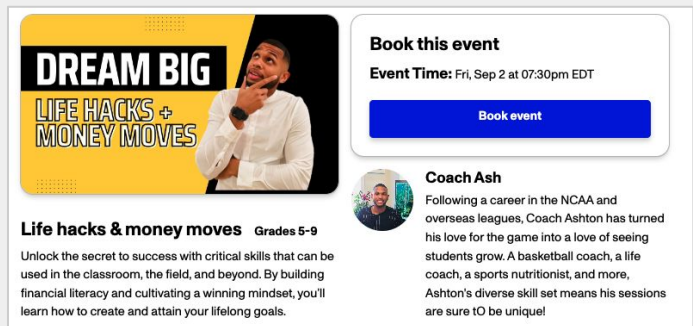 DREAM BIG
LIFE HACKS +
MONEY MOVES
Life hacks & money moves Grades 5-9
Unlock the secret to success with critical skills that can be
used in the classroom, the field, and beyond. By building
financial literacy and cultivating a winning mindset, you'll
learn how to create and attain your lifelong goals.
Book this event
Event Time: Fri, Sep 2 at 07:30pm EDT
Book event
Coach Ash
Following a career in the NCAA and
overseas leagues, Coach Ashton has turned
his love for the game into a love of seeing
students grow. A basketball coach, a life
coach, a sports nutritionist, and more,
Ashton's diverse skill set means his sessions
are sure tO be unique!